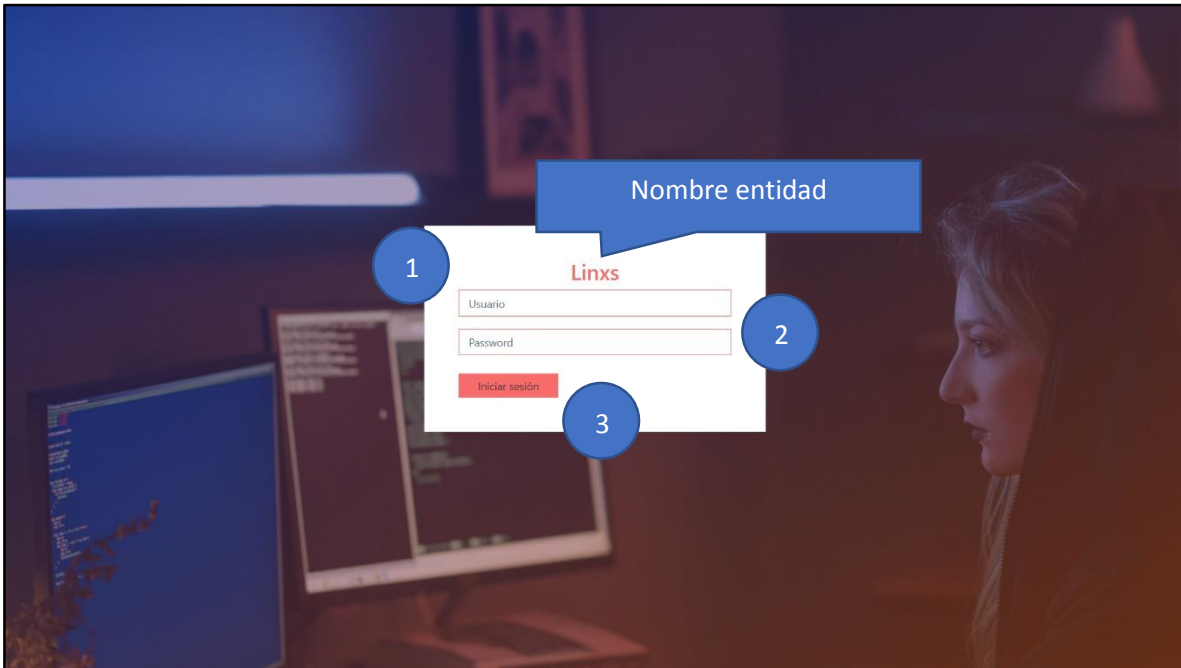 Nombre entidad
1
Linxs
Usuario
2
Password
Iniciar sesión
3